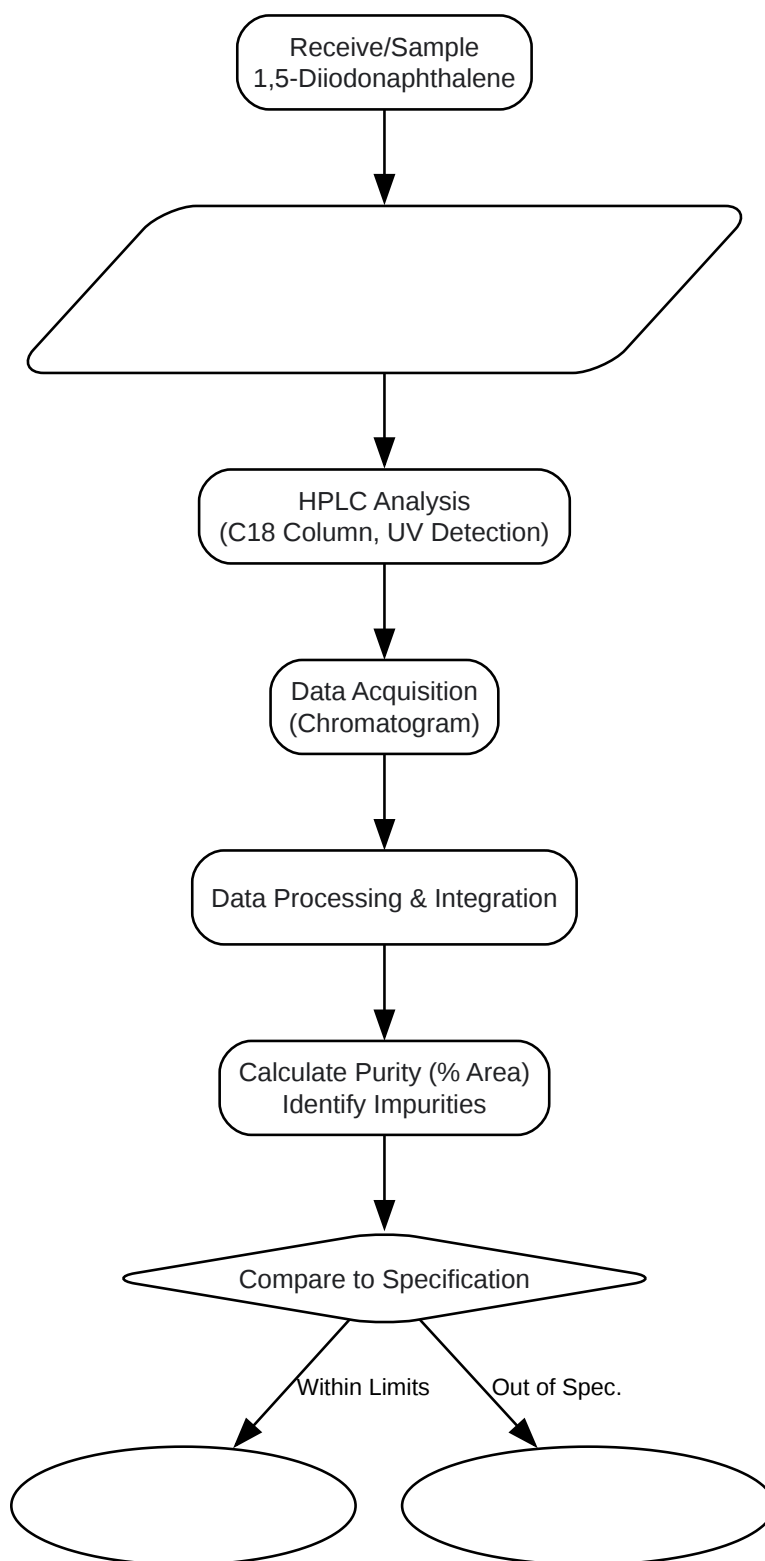 Receive/Sample
1,5-Diiodonaphthalene
HPLC Analysis
(C18 Column, UV Detection)
Data Acquisition
(Chromatogram)
Data Processing & Integration
Calculate Purity (% Area)
Identify Impurities
Compare to Specification
Within Limits
Out of Spec.